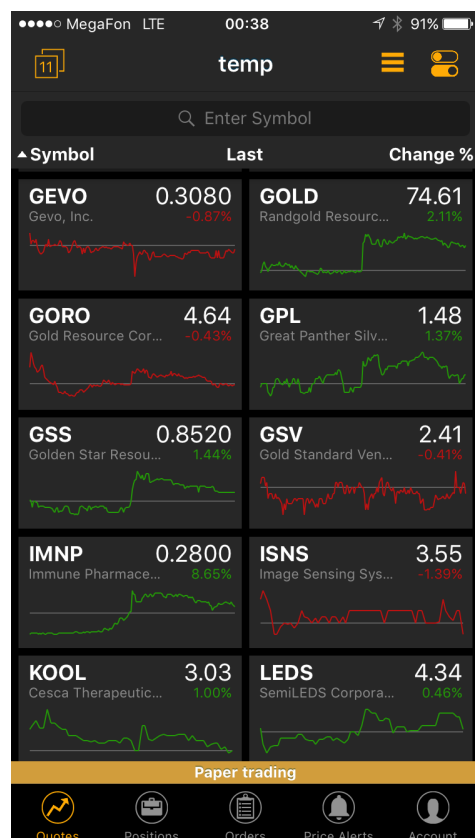 MegaFon LTE 00:38 91%
11 temp
Enter Symbol
Symbol Last Change %
GEVO 0.3080 GOLD 74.61
Gevo, Inc. -0.87% Randgold Resourc... 2.11%
GORO 4.64 GPL 1.48
Gold Resource Cor... -0.43% Great Panther Silv... 1.37%
GSS 0.8520 GSV 2.41
Golden Star Resou... 1.44% Gold Standard Ven... -0.41%
IMNP 0.2800 ISNS 3.55
Immune Pharmace... 8.65% Image Sensing Sys... -1.39%
KOOL 3.03 LEDS 4.34
Cesca Therapeutic... 1.00% SemiLEDS Corpora... 0.46%
Paper trading
Quotes Positions Orders Price Alerts Account